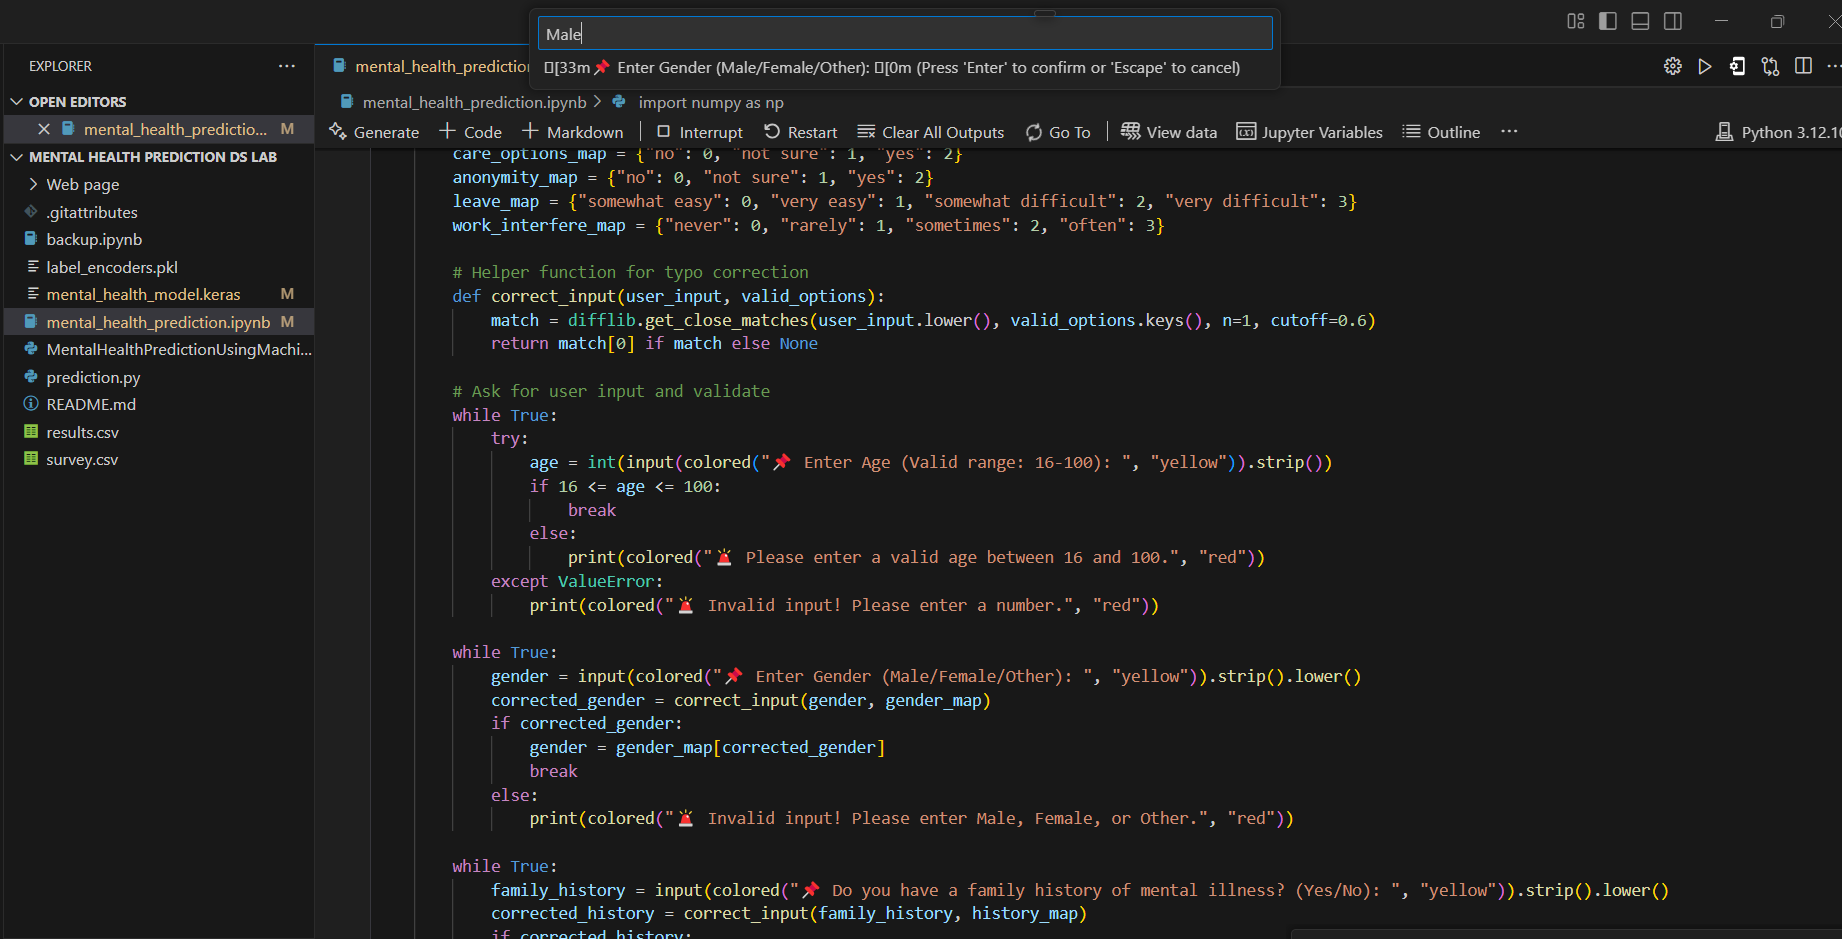 Male
▯[33m📌 Enter Gender (Male/Female/Other): ▯[0m (Press 'Enter' to confirm or 'Escape' to cancel)
EXPLORER
OPEN EDITORS
mental_health_predictio... M
MENTAL HEALTH PREDICTION DS LAB
Web page
.gitattributes
backup.ipynb
label_encoders.pkl
mental_health_model.keras M
mental_health_prediction.ipynb M
MentalHealthPredictionUsingMachi...
prediction.py
README.md
results.csv
survey.csv
mental_health_prediction
mental_health_prediction.ipynb > import numpy as np
Generate + Code + Markdown | Interrupt Restart Clear All Outputs Go To | View data Jupyter Variables Outline ... Python 3.12.10
care_options_map = {"no": 0, "not sure": 1, "yes": 2}
anonymity_map = {"no": 0, "not sure": 1, "yes": 2}
leave_map = {"somewhat easy": 0, "very easy": 1, "somewhat difficult": 2, "very difficult": 3}
work_interfere_map = {"never": 0, "rarely": 1, "sometimes": 2, "often": 3}
# Helper function for typo correction
def correct_input(user_input, valid_options):
match = difflib.get_close_matches(user_input.lower(), valid_options.keys(), n=1, cutoff=0.6)
return match[0] if match else None
# Ask for user input and validate
while True:
try:
age = int(input(colored("📌 Enter Age (Valid range: 16-100): ", "yellow")).strip())
if 16 <= age <= 100:
break
else:
print(colored("🚨 Please enter a valid age between 16 and 100.", "red"))
except ValueError:
print(colored("🚨 Invalid input! Please enter a number.", "red"))
while True:
gender = input(colored("📌 Enter Gender (Male/Female/Other): ", "yellow")).strip().lower()
corrected_gender = correct_input(gender, gender_map)
if corrected_gender:
gender = gender_map[corrected_gender]
break
else:
print(colored("🚨 Invalid input! Please enter Male, Female, or Other.", "red"))
while True:
family_history = input(colored("📌 Do you have a family history of mental illness? (Yes/No): ", "yellow")).strip().lower()
corrected_history = correct_input(family_history, history_map)
if corrected_history: